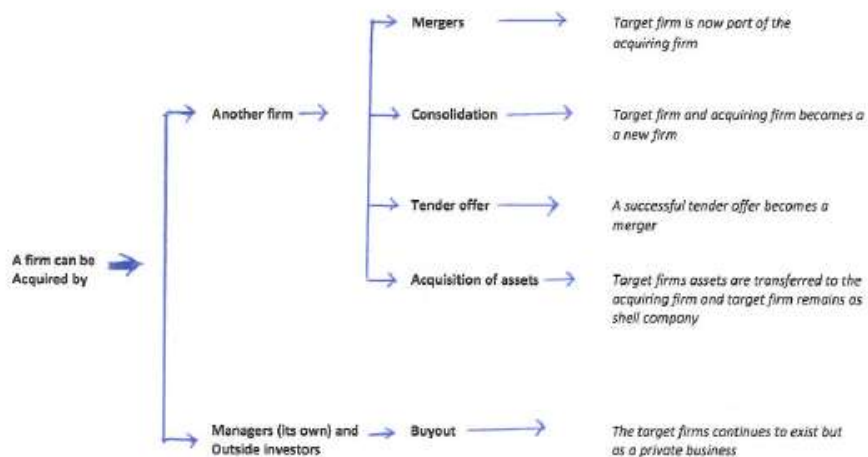 Mergers
Target firm is now part of the
acquiring firm
Another firm
Consolidation
Target firm and acquiring firm becomes a
a new firm
Tender offer
A successful tender offer becomes a
merger
A firm can be
Acquired by
Acquisition of assets
Target firms assets are transferred to the
acquiring firm and target firm remains as
shell company
Managers (its own) and
Outside investors
Buyout
The target firms continues to exist but
as a private business